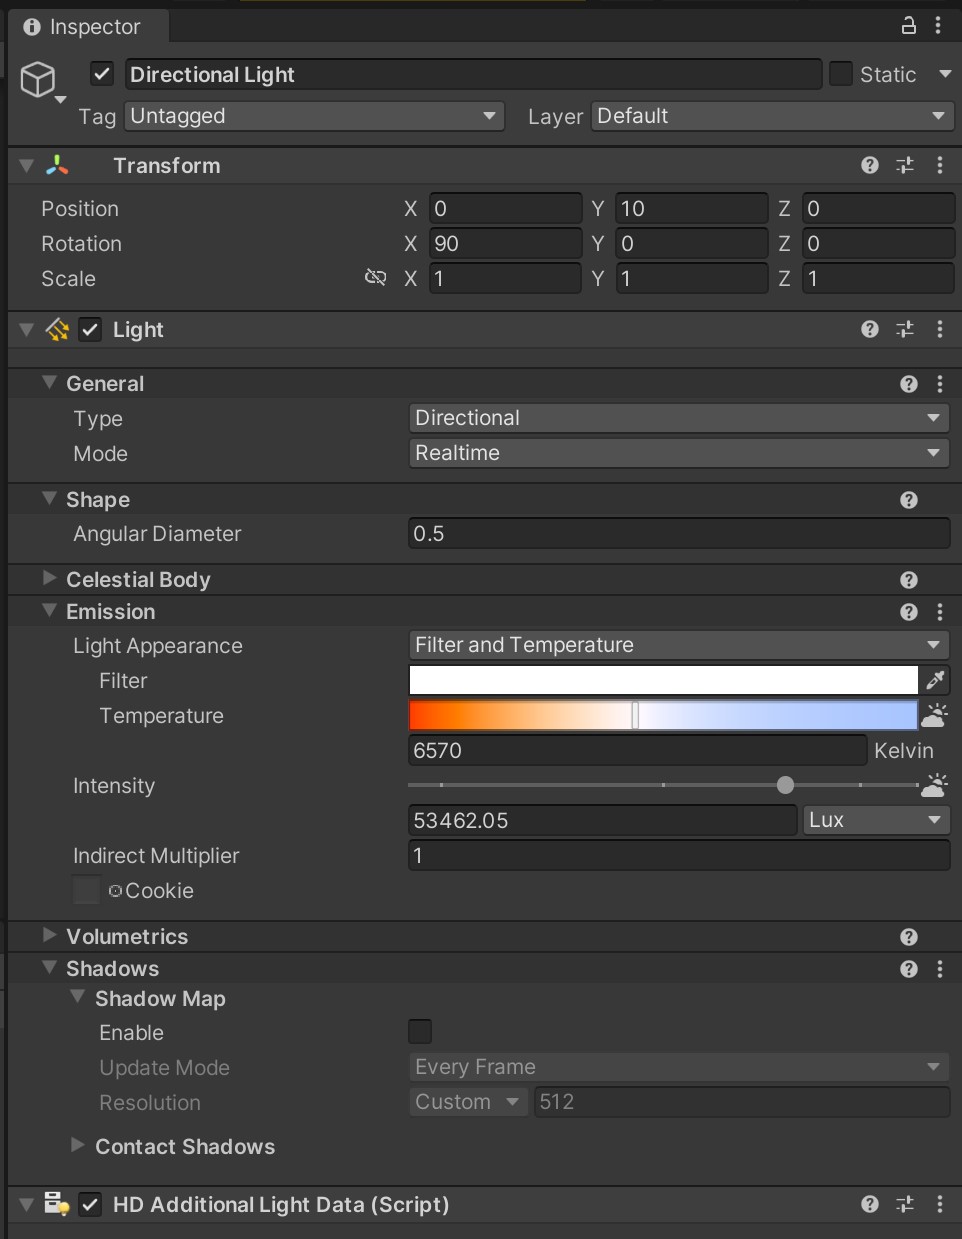 Inspector
Directional Light Static
Tag Untagged Layer Default
Transform
Position X 0 Y 10 Z 0
Rotation X 90 Y 0 Z 0
Scale X 1 Y 1 Z 1
Light
General
Type Directional
Mode Realtime
Shape
Angular Diameter 0.5
Celestial Body
Emission
Light Appearance Filter and Temperature
Filter
Temperature
6570 Kelvin
Intensity
53462.05 Lux
Indirect Multiplier 1
Cookie
Volumetrics
Shadows
Shadow Map
Enable
Update Mode Every Frame
Resolution Custom 512
Contact Shadows
HD Additional Light Data (Script)